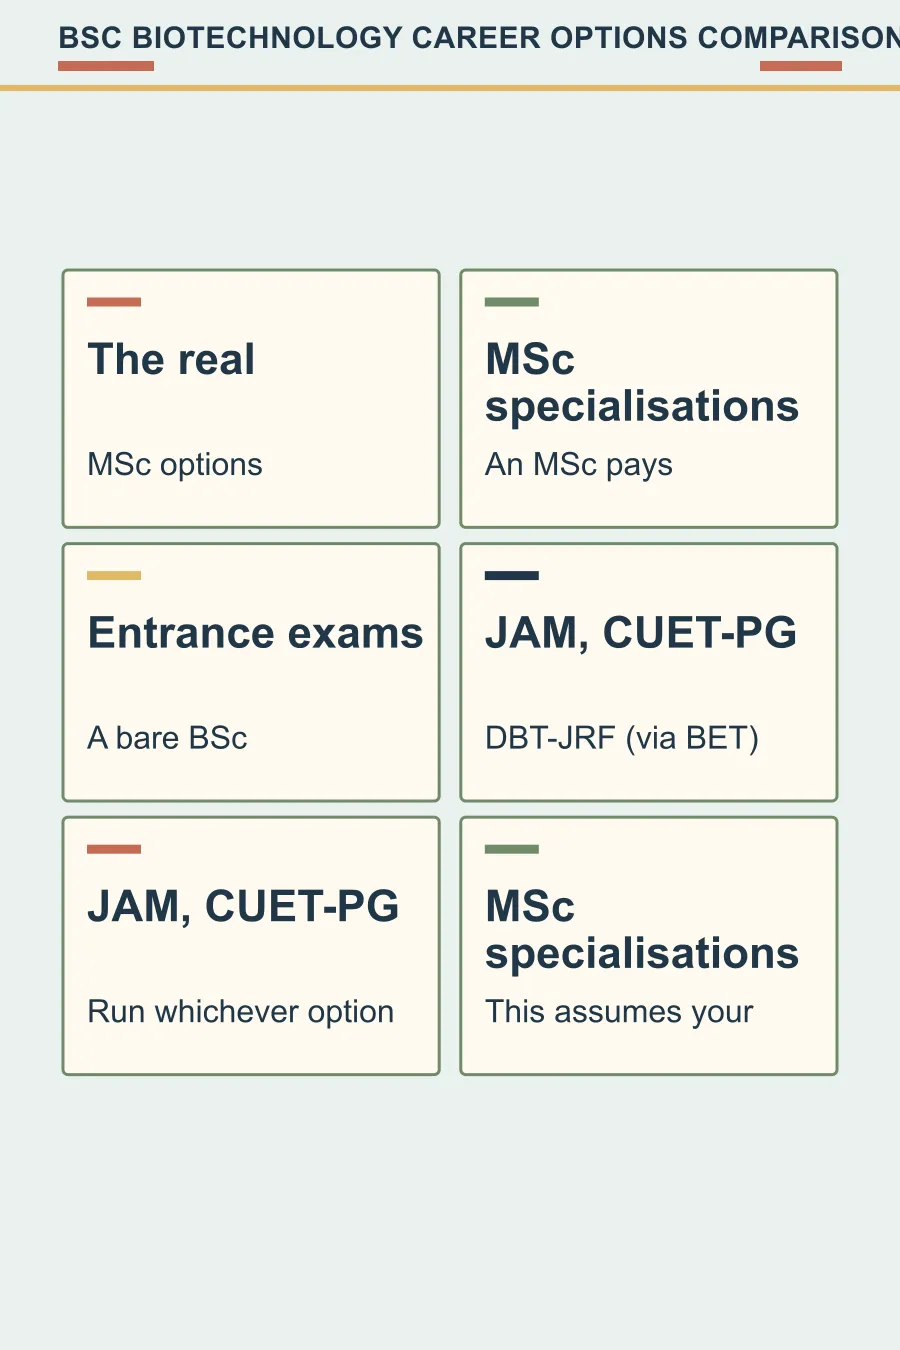 BSC BIOTECHNOLOGY CAREER OPTIONS COMPARISON
The real
MSc options
MSc
specialisations
An MSc pays
Entrance exams
A bare BSc
JAM, CUET-PG
DBT-JRF (via BET)
JAM, CUET-PG
Run whichever option
MSc
specialisations
This assumes your